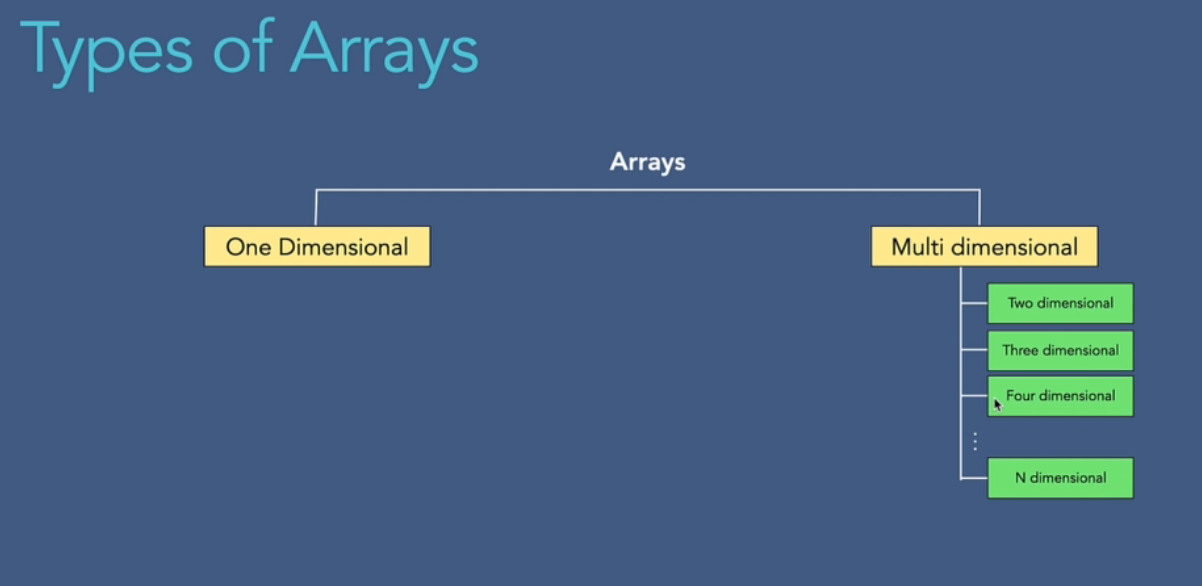 Types of Arrays
Arrays
One Dimensional
Multi dimensional
Two dimensional
Three dimensional
Four dimensional
⋮
N dimensional